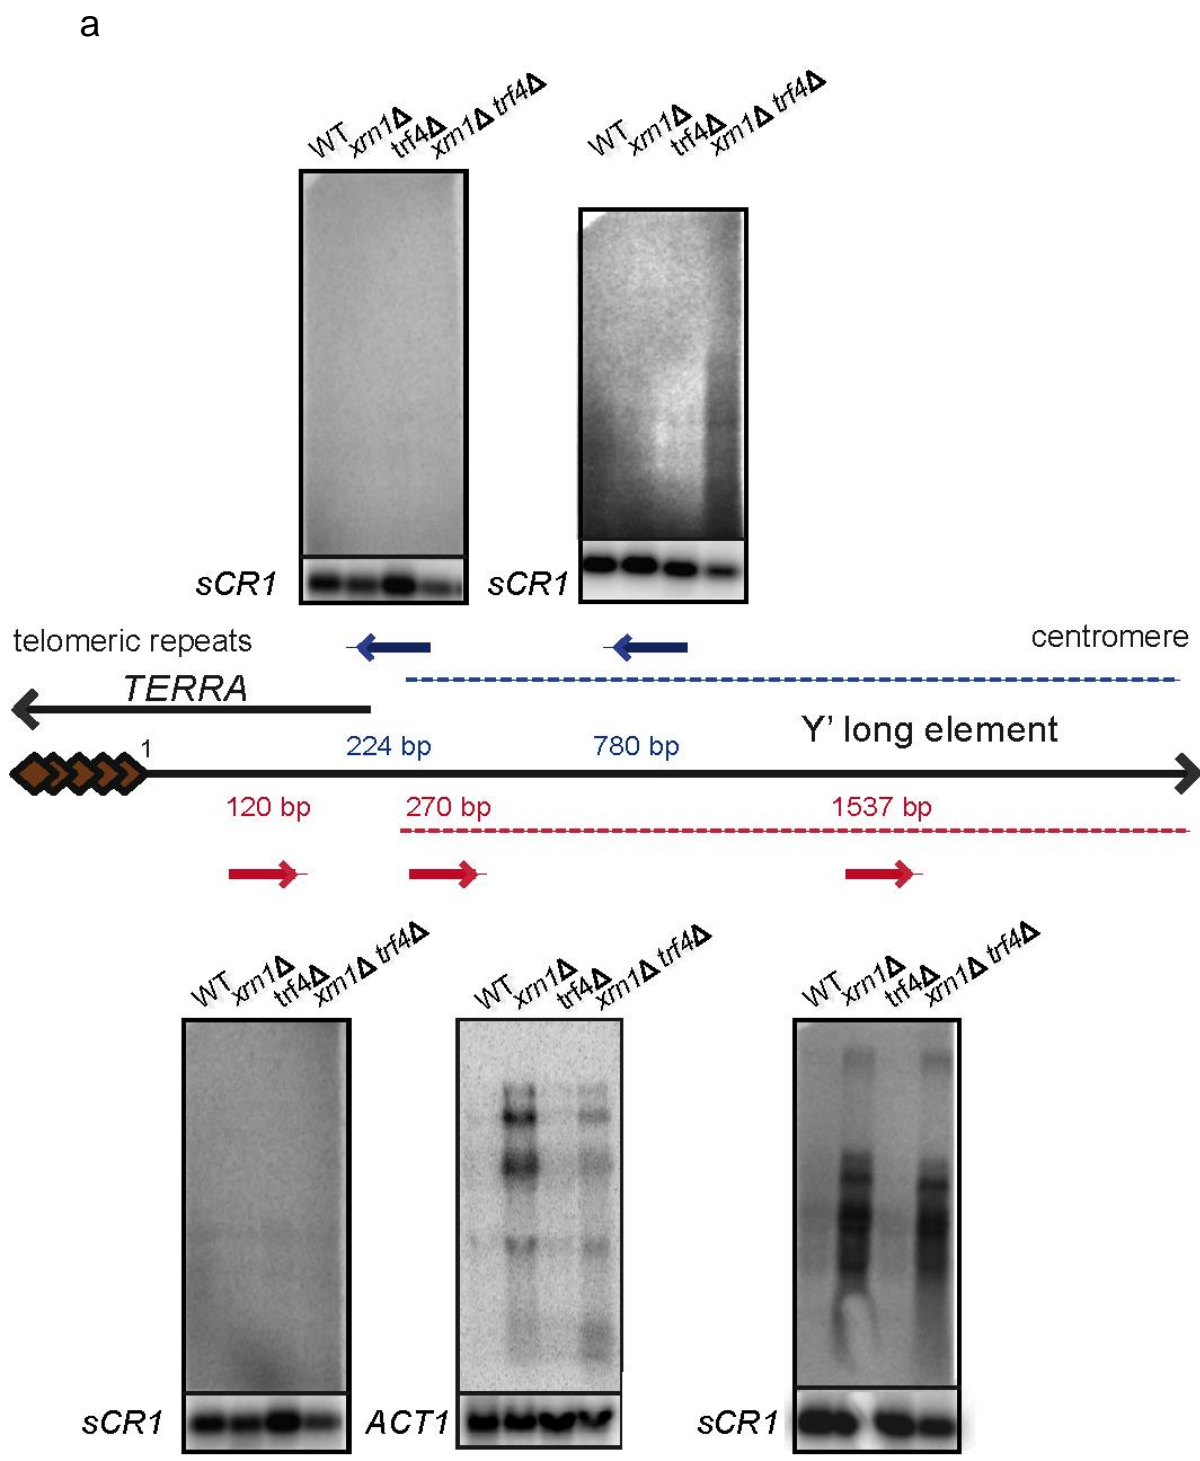 a
WT xrn1Δ trf4Δ xrn1Δ trf4Δ
WT xrn1Δ trf4Δ xrn1Δ trf4Δ
sCR1
sCR1
telomeric repeats
centromere
TERRA
Y' long element
1
224 bp
780 bp
120 bp
270 bp
1537 bp
WT xrn1Δ trf4Δ xrn1Δ trf4Δ
WT xrn1Δ trf4Δ xrn1Δ trf4Δ
WT xrn1Δ trf4Δ xrn1Δ trf4Δ
sCR1
ACT1
sCR1